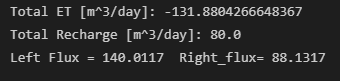 Total ET [m^3/day]: -131.8804266648367
Total Recharge [m^3/day]: 80.0
Left Flux = 140.0117  Right_flux= 88.1317